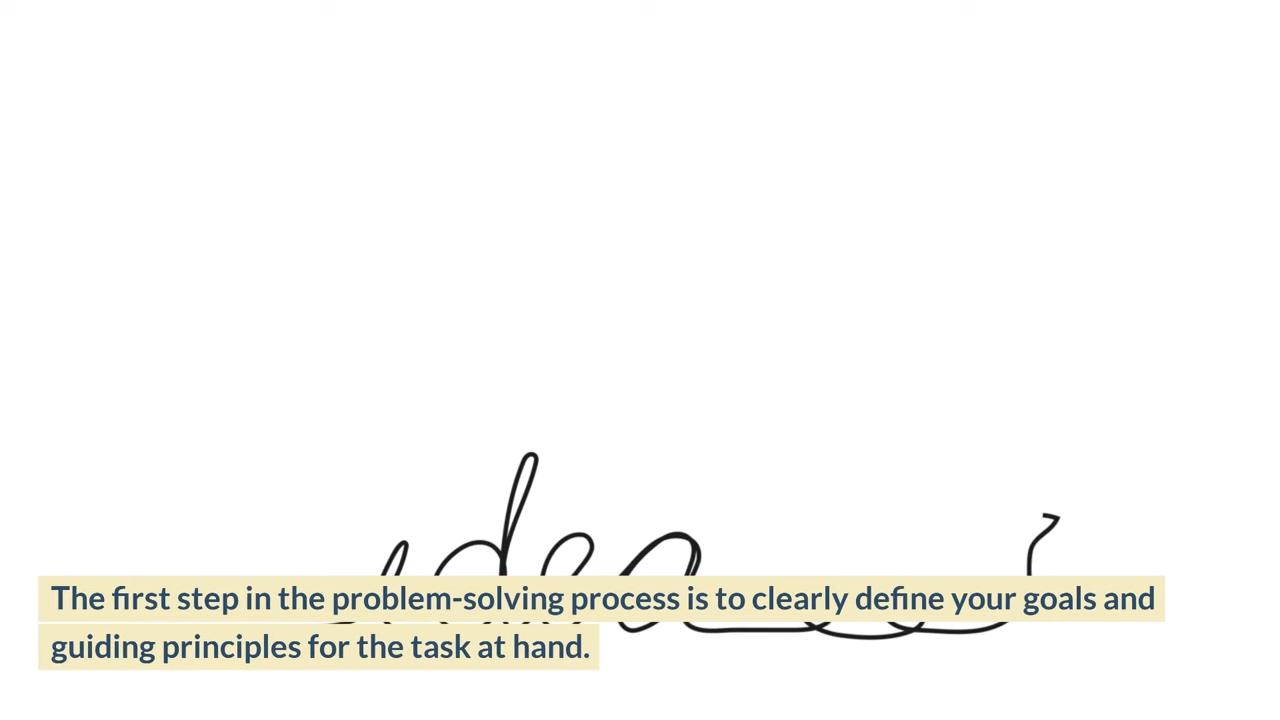 The first step in the problem-solving process is to clearly define your goals and
guiding principles for the task at hand.